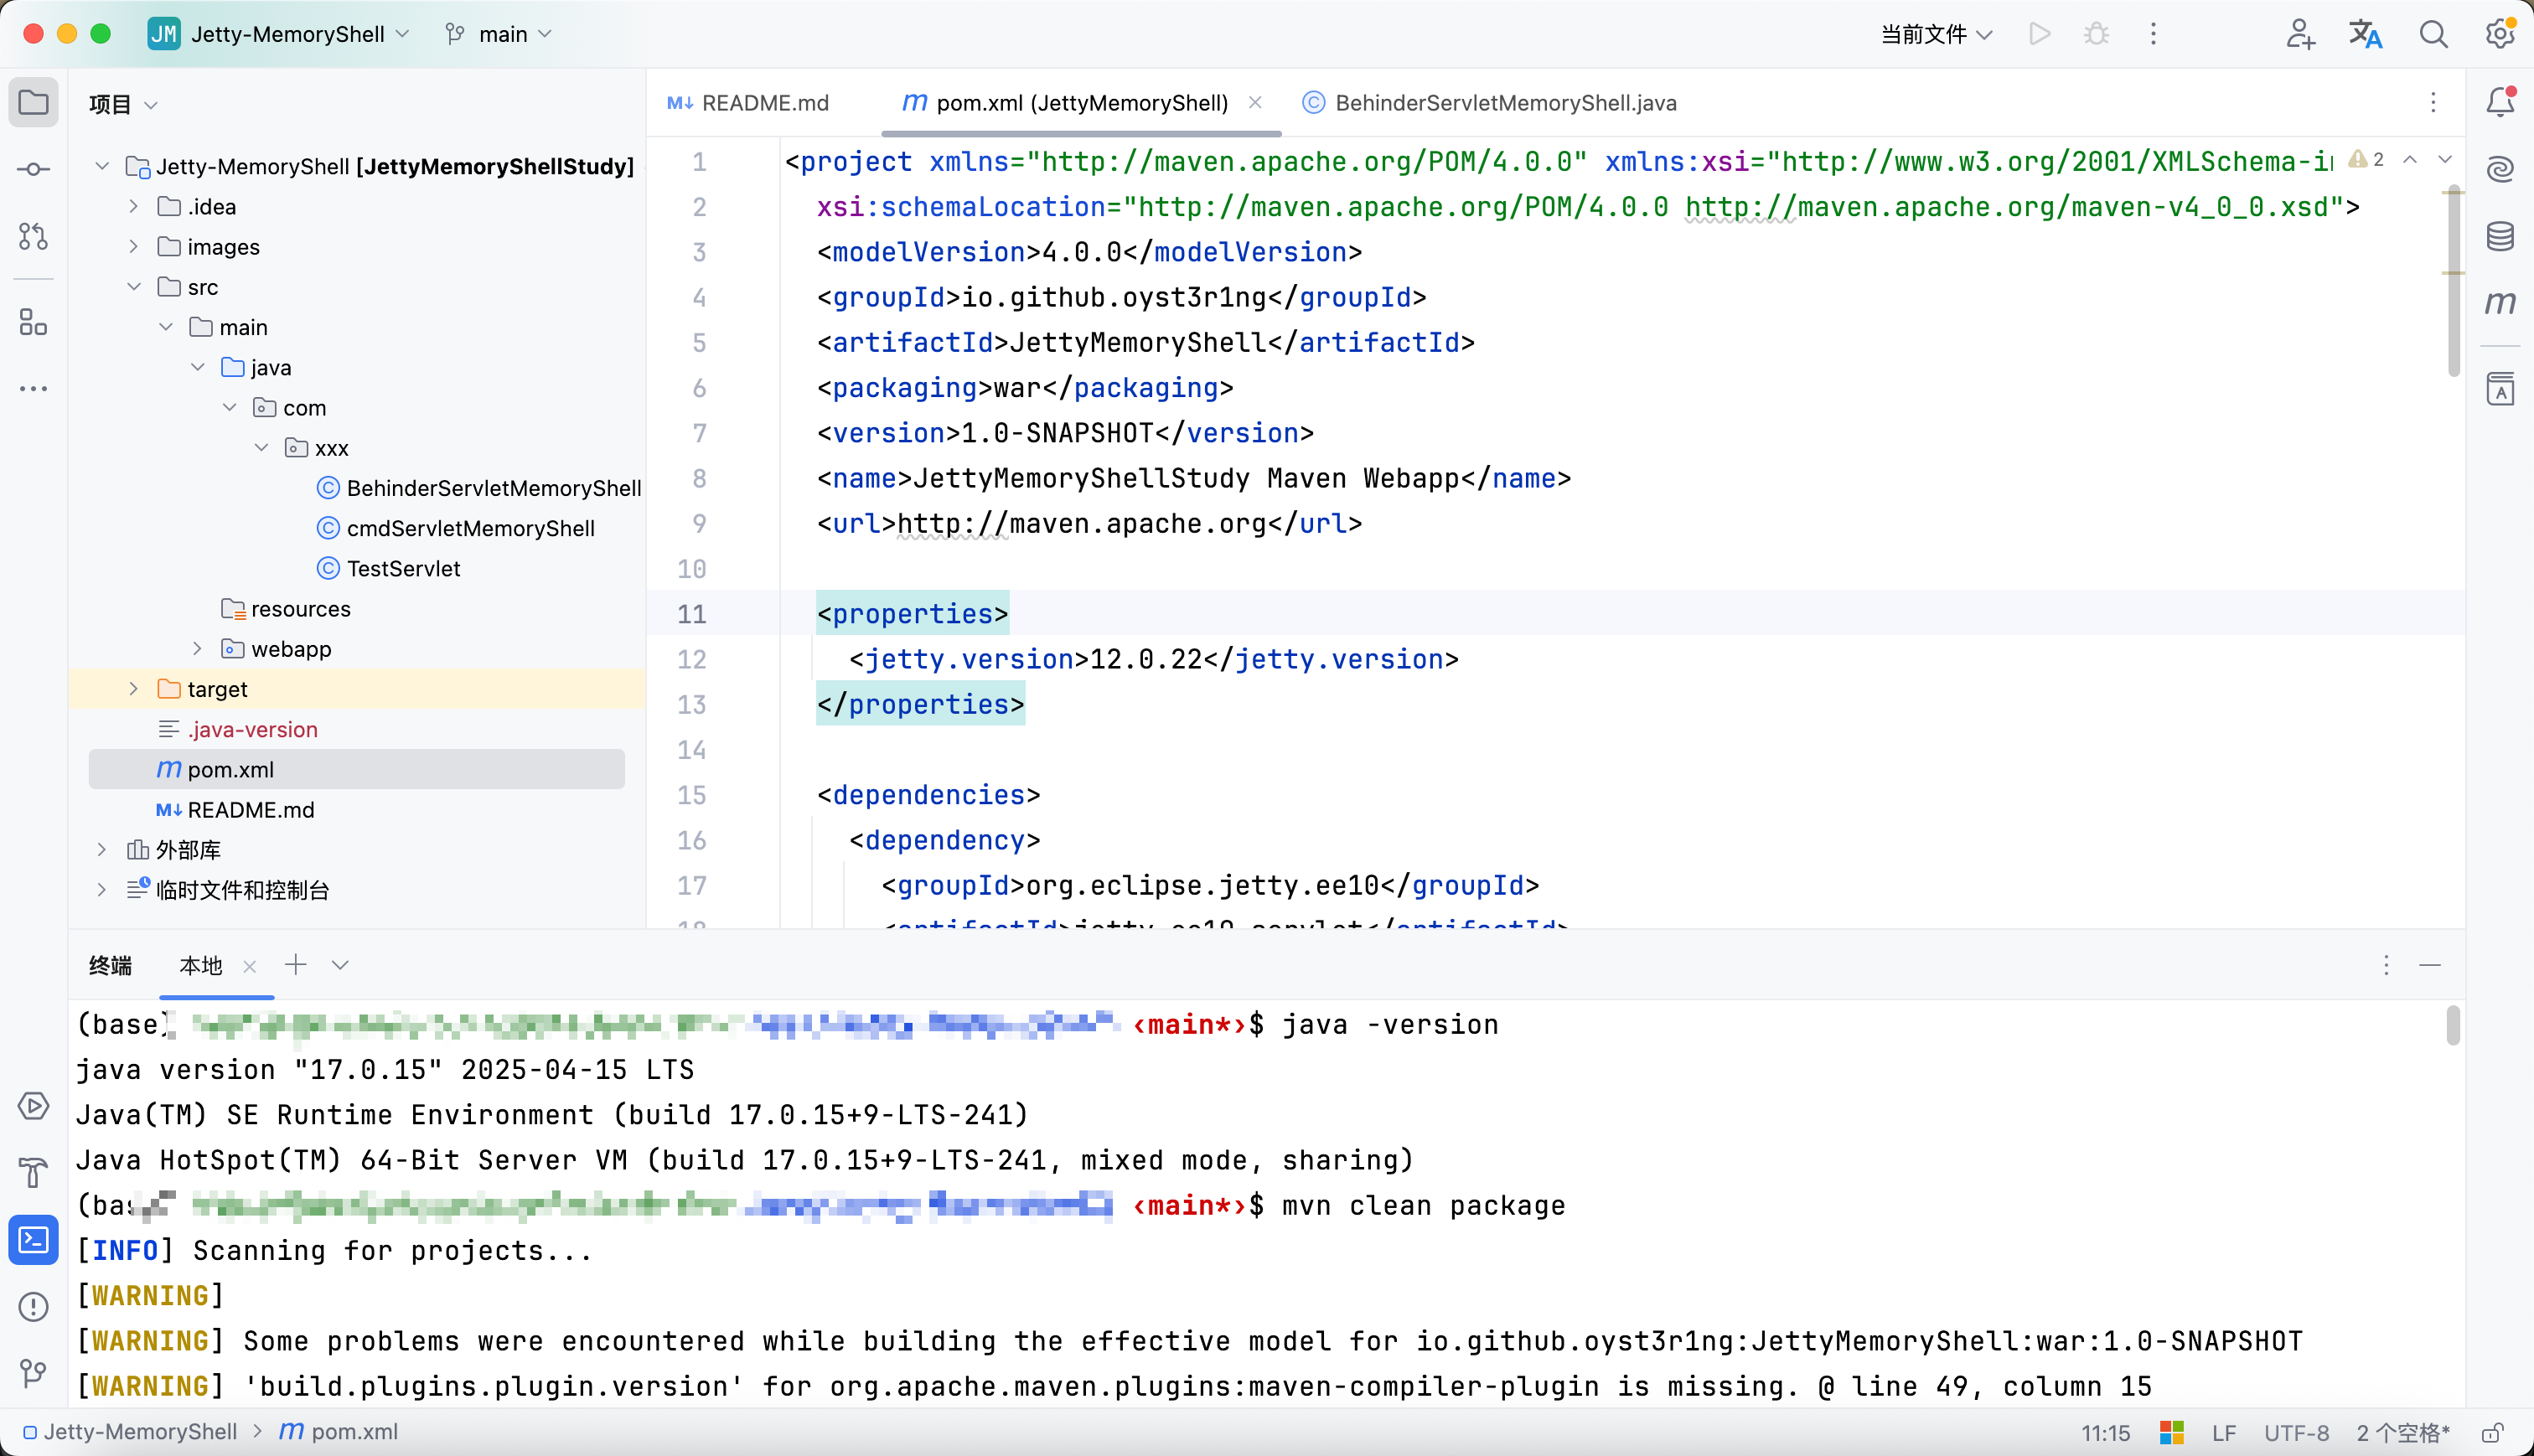 JM Jetty-MemoryShell main 当前文件
项目
Jetty-MemoryShell [JettyMemoryShellStudy]
.idea
images
src
main
java
com
xxx
BehinderServletMemoryShell
cmdServletMemoryShell
TestServlet
resources
webapp
target
.java-version
pom.xml
README.md
外部库
临时文件和控制台
README.md pom.xml (JettyMemoryShell) BehinderServletMemoryShell.java
1 <project xmlns="http://maven.apache.org/POM/4.0.0" xmlns:xsi="http://www.w3.org/2001/XMLSchema-in 2
2 xsi:schemaLocation="http://maven.apache.org/POM/4.0.0 http://maven.apache.org/maven-v4_0_0.xsd">
3 <modelVersion>4.0.0</modelVersion>
4 <groupId>io.github.oyst3r1ng</groupId>
5 <artifactId>JettyMemoryShell</artifactId>
6 <packaging>war</packaging>
7 <version>1.0-SNAPSHOT</version>
8 <name>JettyMemoryShellStudy Maven Webapp</name>
9 <url>http://maven.apache.org</url>
10
11 <properties>
12 <jetty.version>12.0.22</jetty.version>
13 </properties>
14
15 <dependencies>
16 <dependency>
17 <groupId>org.eclipse.jetty.ee10</groupId>
18 <artifactId>jetty-ee10-servlet</artifactId>
终端 本地
(base) ‹main*›$ java -version
java version "17.0.15" 2025-04-15 LTS
Java(TM) SE Runtime Environment (build 17.0.15+9-LTS-241)
Java HotSpot(TM) 64-Bit Server VM (build 17.0.15+9-LTS-241, mixed mode, sharing)
(bas ‹main*›$ mvn clean package
[INFO] Scanning for projects...
[WARNING]
[WARNING] Some problems were encountered while building the effective model for io.github.oyst3r1ng:JettyMemoryShell:war:1.0-SNAPSHOT
[WARNING] 'build.plugins.plugin.version' for org.apache.maven.plugins:maven-compiler-plugin is missing. @ line 49, column 15
Jetty-MemoryShell > pom.xml 11:15 LF UTF-8 2 个空格*